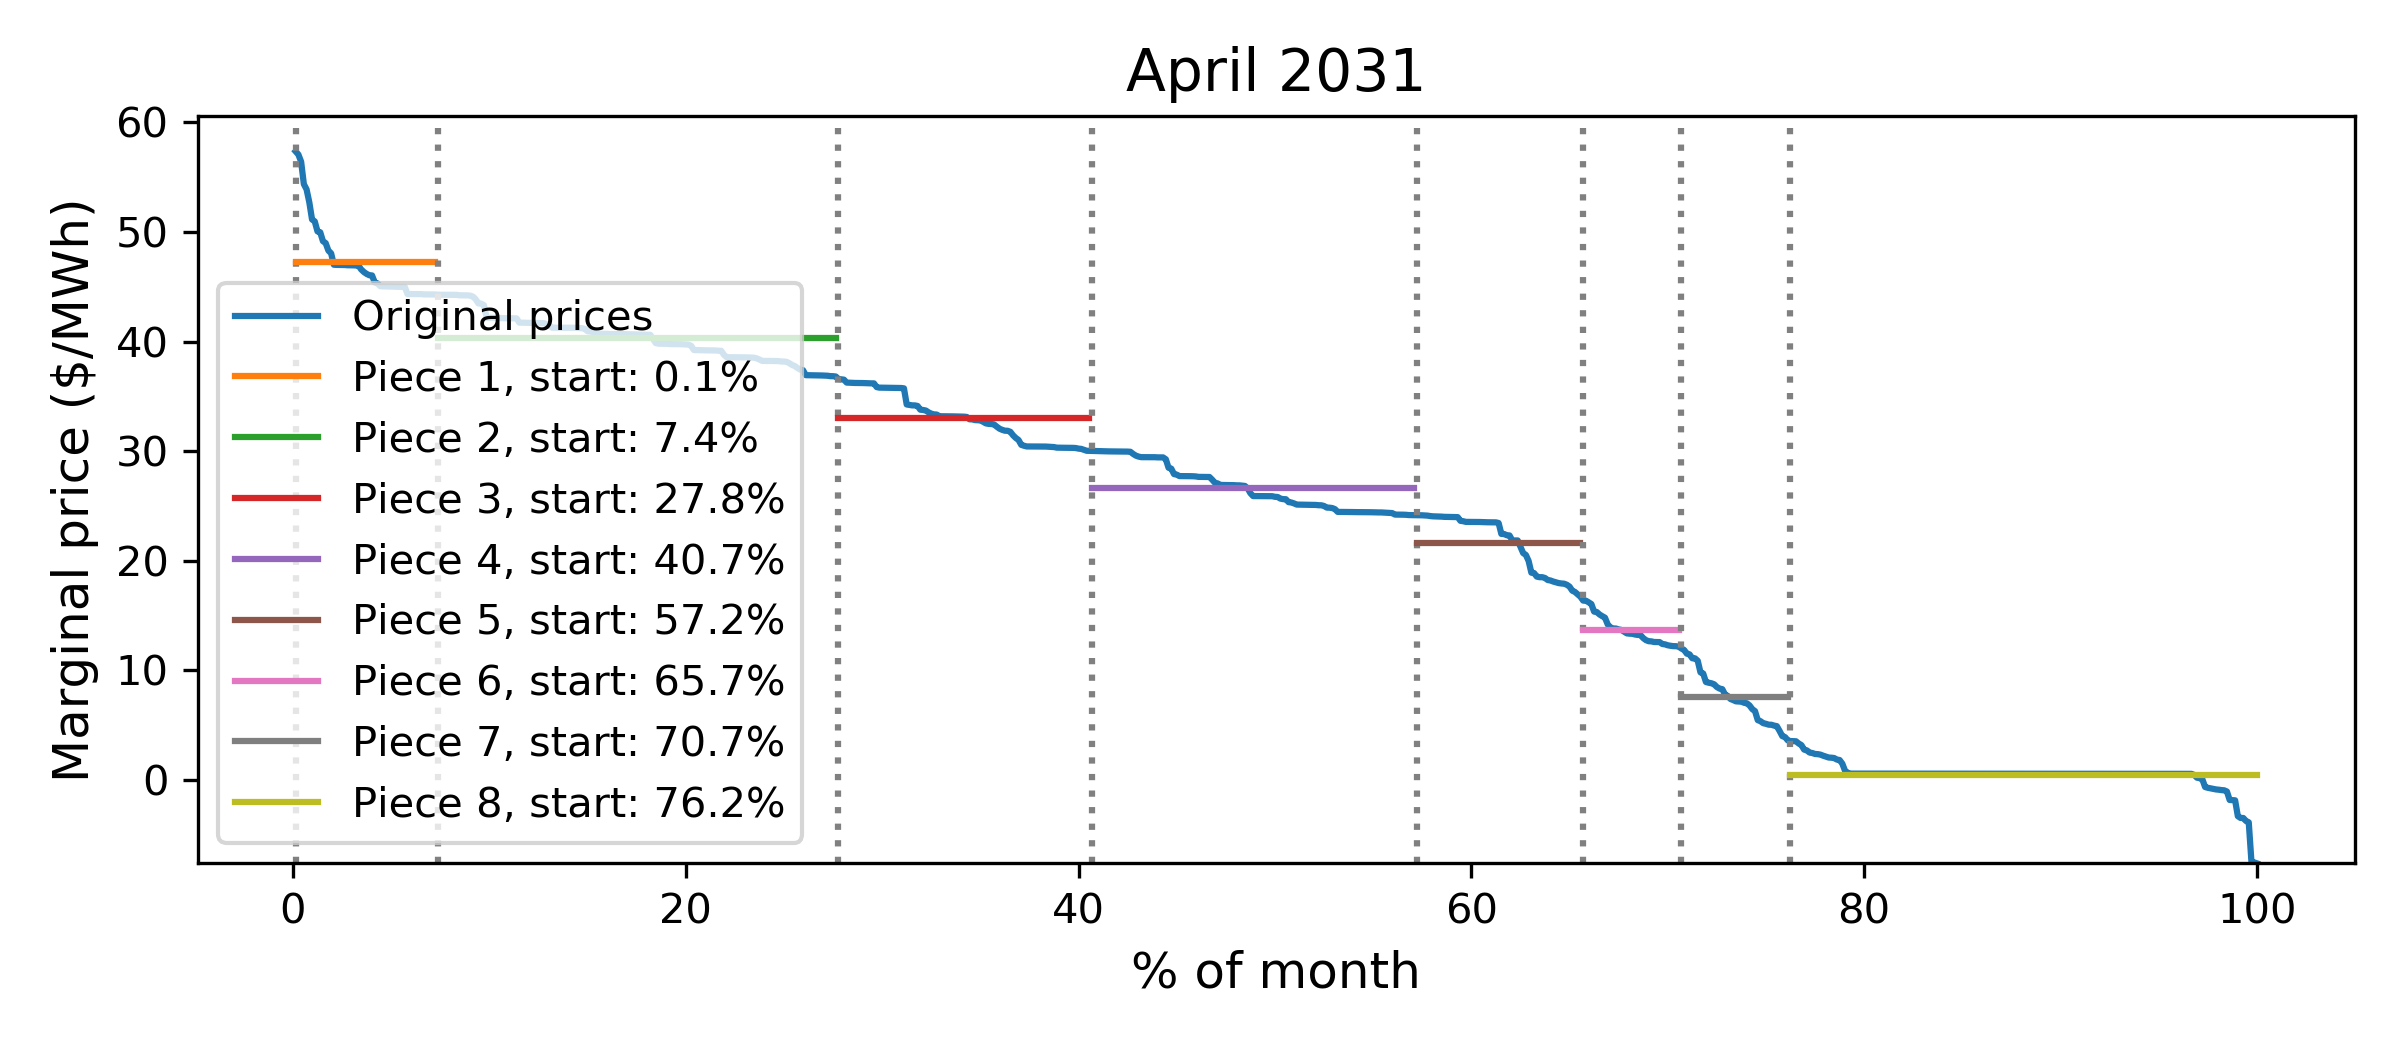 April 2031
Marginal price ($/MWh)
60
50
40
30
20
10
0
Original prices
Piece 1, start: 0.1%
Piece 2, start: 7.4%
Piece 3, start: 27.8%
Piece 4, start: 40.7%
Piece 5, start: 57.2%
Piece 6, start: 65.7%
Piece 7, start: 70.7%
Piece 8, start: 76.2%
0 20 40 60 80 100
% of month